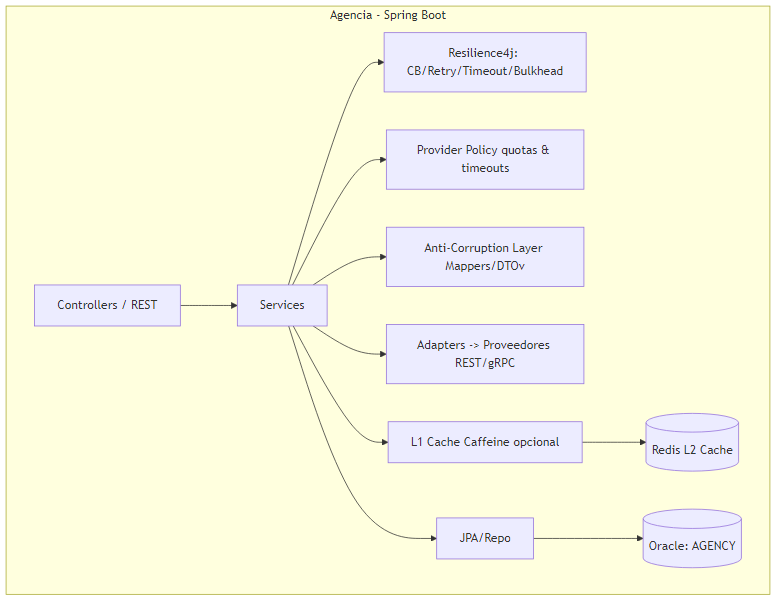 Agencia - Spring Boot
Resilience4j:
CB/Retry/Timeout/Bulkhead
Provider Policy quotas &
timeouts
Anti-Corruption Layer
Mappers/DTOv
Controllers / REST
Services
Adapters -> Proveedores
REST/gRPC
L1 Cache Caffeine opcional
Redis L2 Cache
JPA/Repo
Oracle: AGENCY